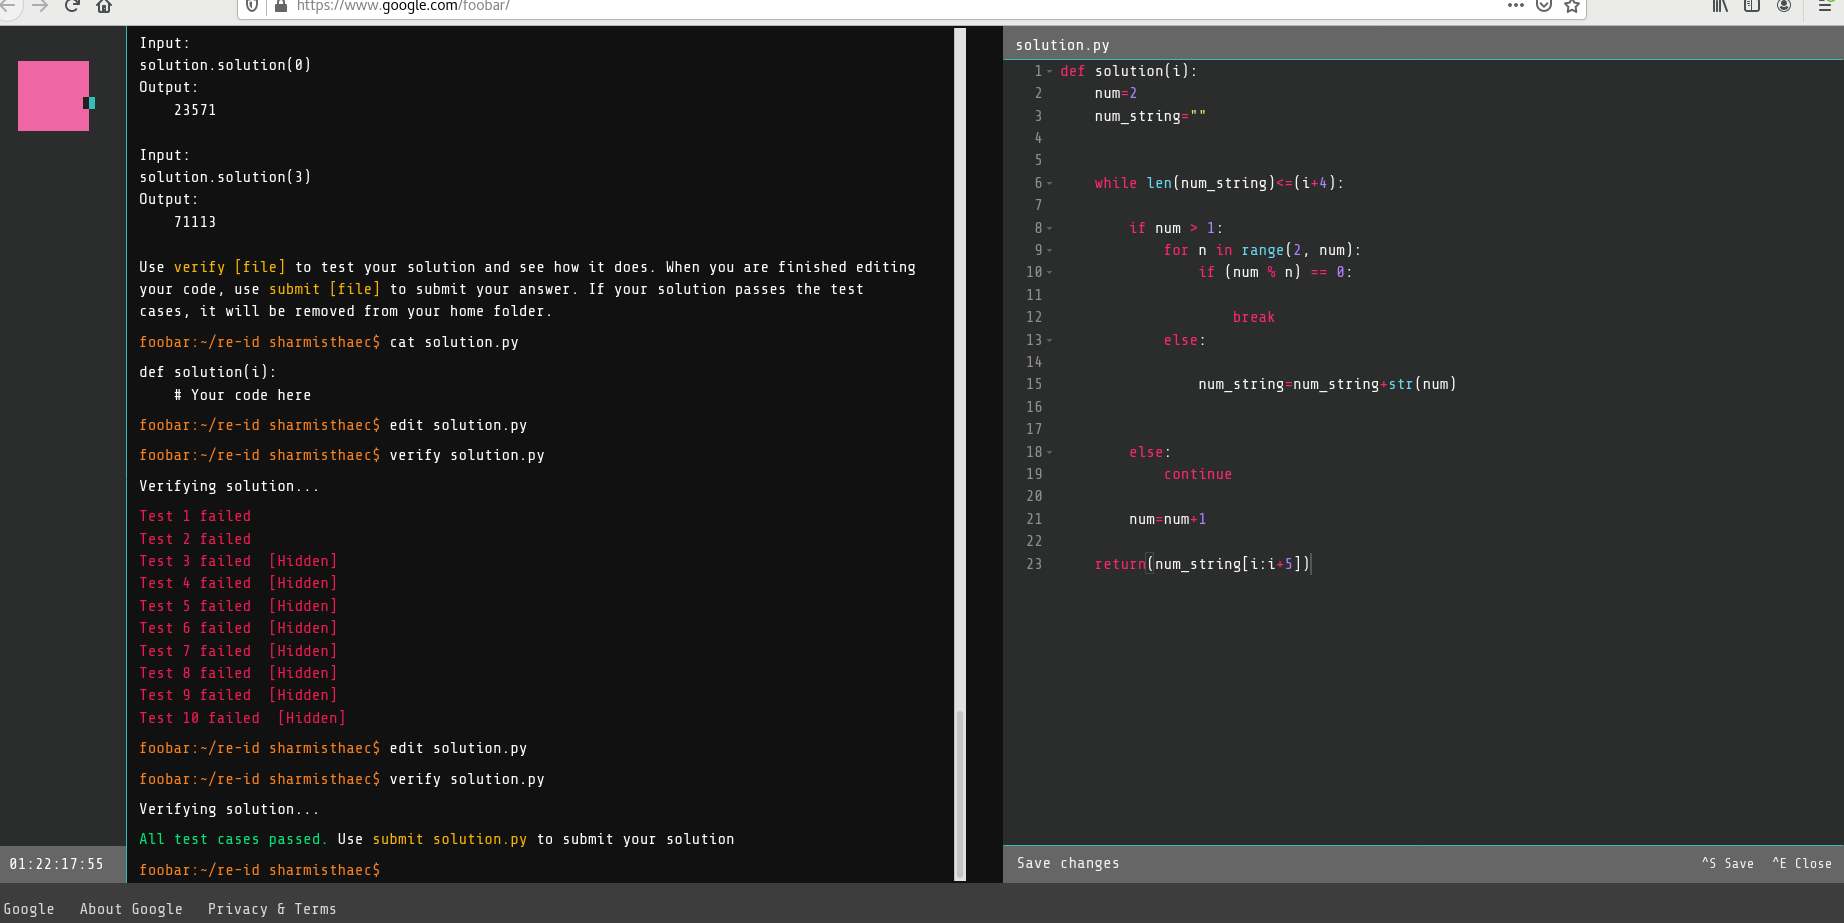 https://www.google.com/foobar/
Input:
solution.solution(0)
Output:
    23571
Input:
solution.solution(3)
Output:
    71113
Use verify [file] to test your solution and see how it does. When you are finished editing
your code, use submit [file] to submit your answer. If your solution passes the test
cases, it will be removed from your home folder.
foobar:~/re-id sharmisthaec$ cat solution.py
def solution(i):
    # Your code here
foobar:~/re-id sharmisthaec$ edit solution.py
foobar:~/re-id sharmisthaec$ verify solution.py
Verifying solution...
Test 1 failed
Test 2 failed
Test 3 failed  [Hidden]
Test 4 failed  [Hidden]
Test 5 failed  [Hidden]
Test 6 failed  [Hidden]
Test 7 failed  [Hidden]
Test 8 failed  [Hidden]
Test 9 failed  [Hidden]
Test 10 failed  [Hidden]
foobar:~/re-id sharmisthaec$ edit solution.py
foobar:~/re-id sharmisthaec$ verify solution.py
Verifying solution...
All test cases passed. Use submit solution.py to submit your solution
foobar:~/re-id sharmisthaec$
01:22:17:55
solution.py
1 def solution(i):
2     num=2
3     num_string=""
4
5
6     while len(num_string)<=(i+4):
7
8         if num > 1:
9             for n in range(2, num):
10                 if (num % n) == 0:
11
12                     break
13             else:
14
15                 num_string=num_string+str(num)
16
17
18         else:
19             continue
20
21         num=num+1
22
23     return(num_string[i:i+5])
Save changes
^S Save ^E Close
Google About Google Privacy & Terms